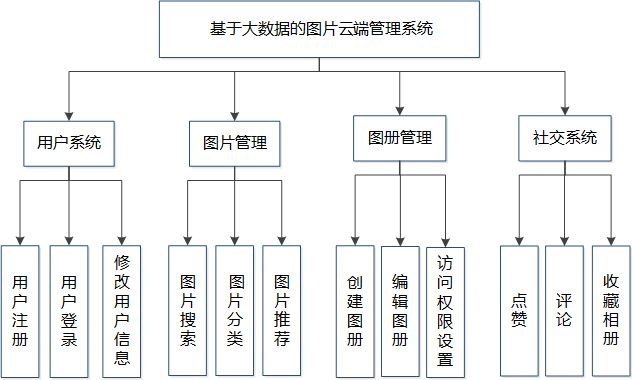 基于大数据的图片云端管理系统
用户系统
图片管理
图册管理
社交系统
用户注册
用户登录
修改用户信息
图片搜索
图片分类
图片推荐
创建图册
编辑图册
访问权限设置
点赞
评论
收藏相册